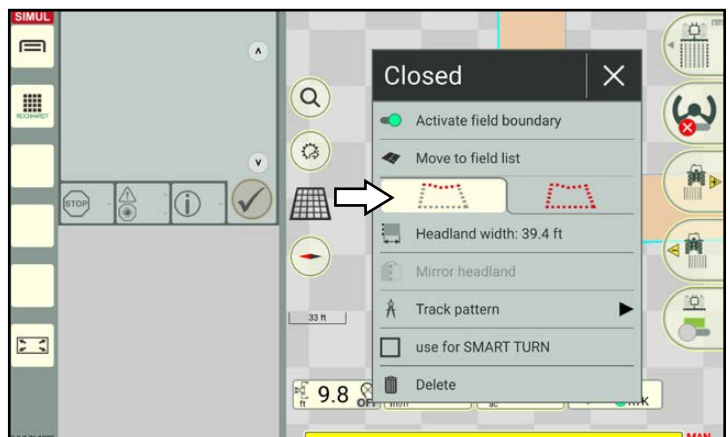 SIMUL
REICHHARDT
STOP
Closed
Activate field boundary
Move to field list
Headland width: 39.4 ft
Mirror headland
Track pattern
use for SMART TURN
Delete
33 ft
ft 9.8 OFF
m/h
ac
MAN